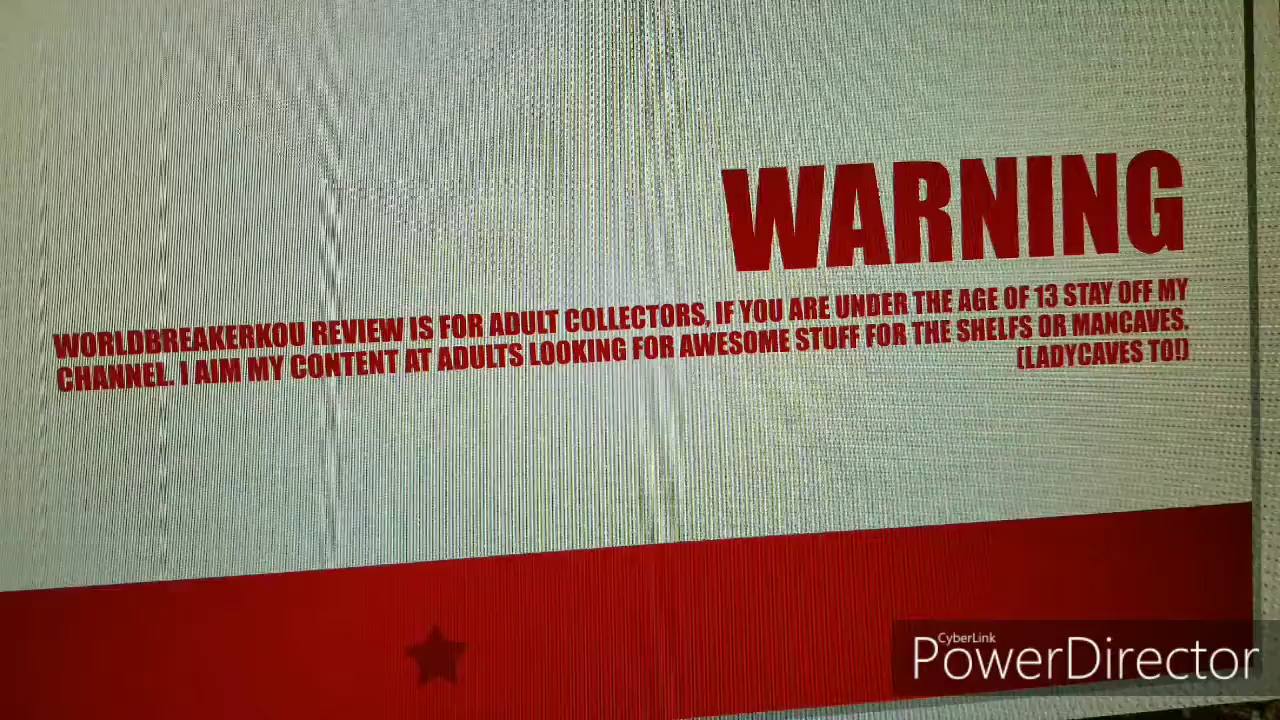 WARNING
WORLDBREAKERKOU REVIEW IS FOR ADULT COLLECTORS, IF YOU ARE UNDER THE AGE OF 13 STAY OFF MY
CHANNEL. I AIM MY CONTENT AT ADULTS LOOKING FOR AWESOME STUFF FOR THE SHELFS OR MANCAVES.
(LADYCAVES TO!)
CyberLink
PowerDirector